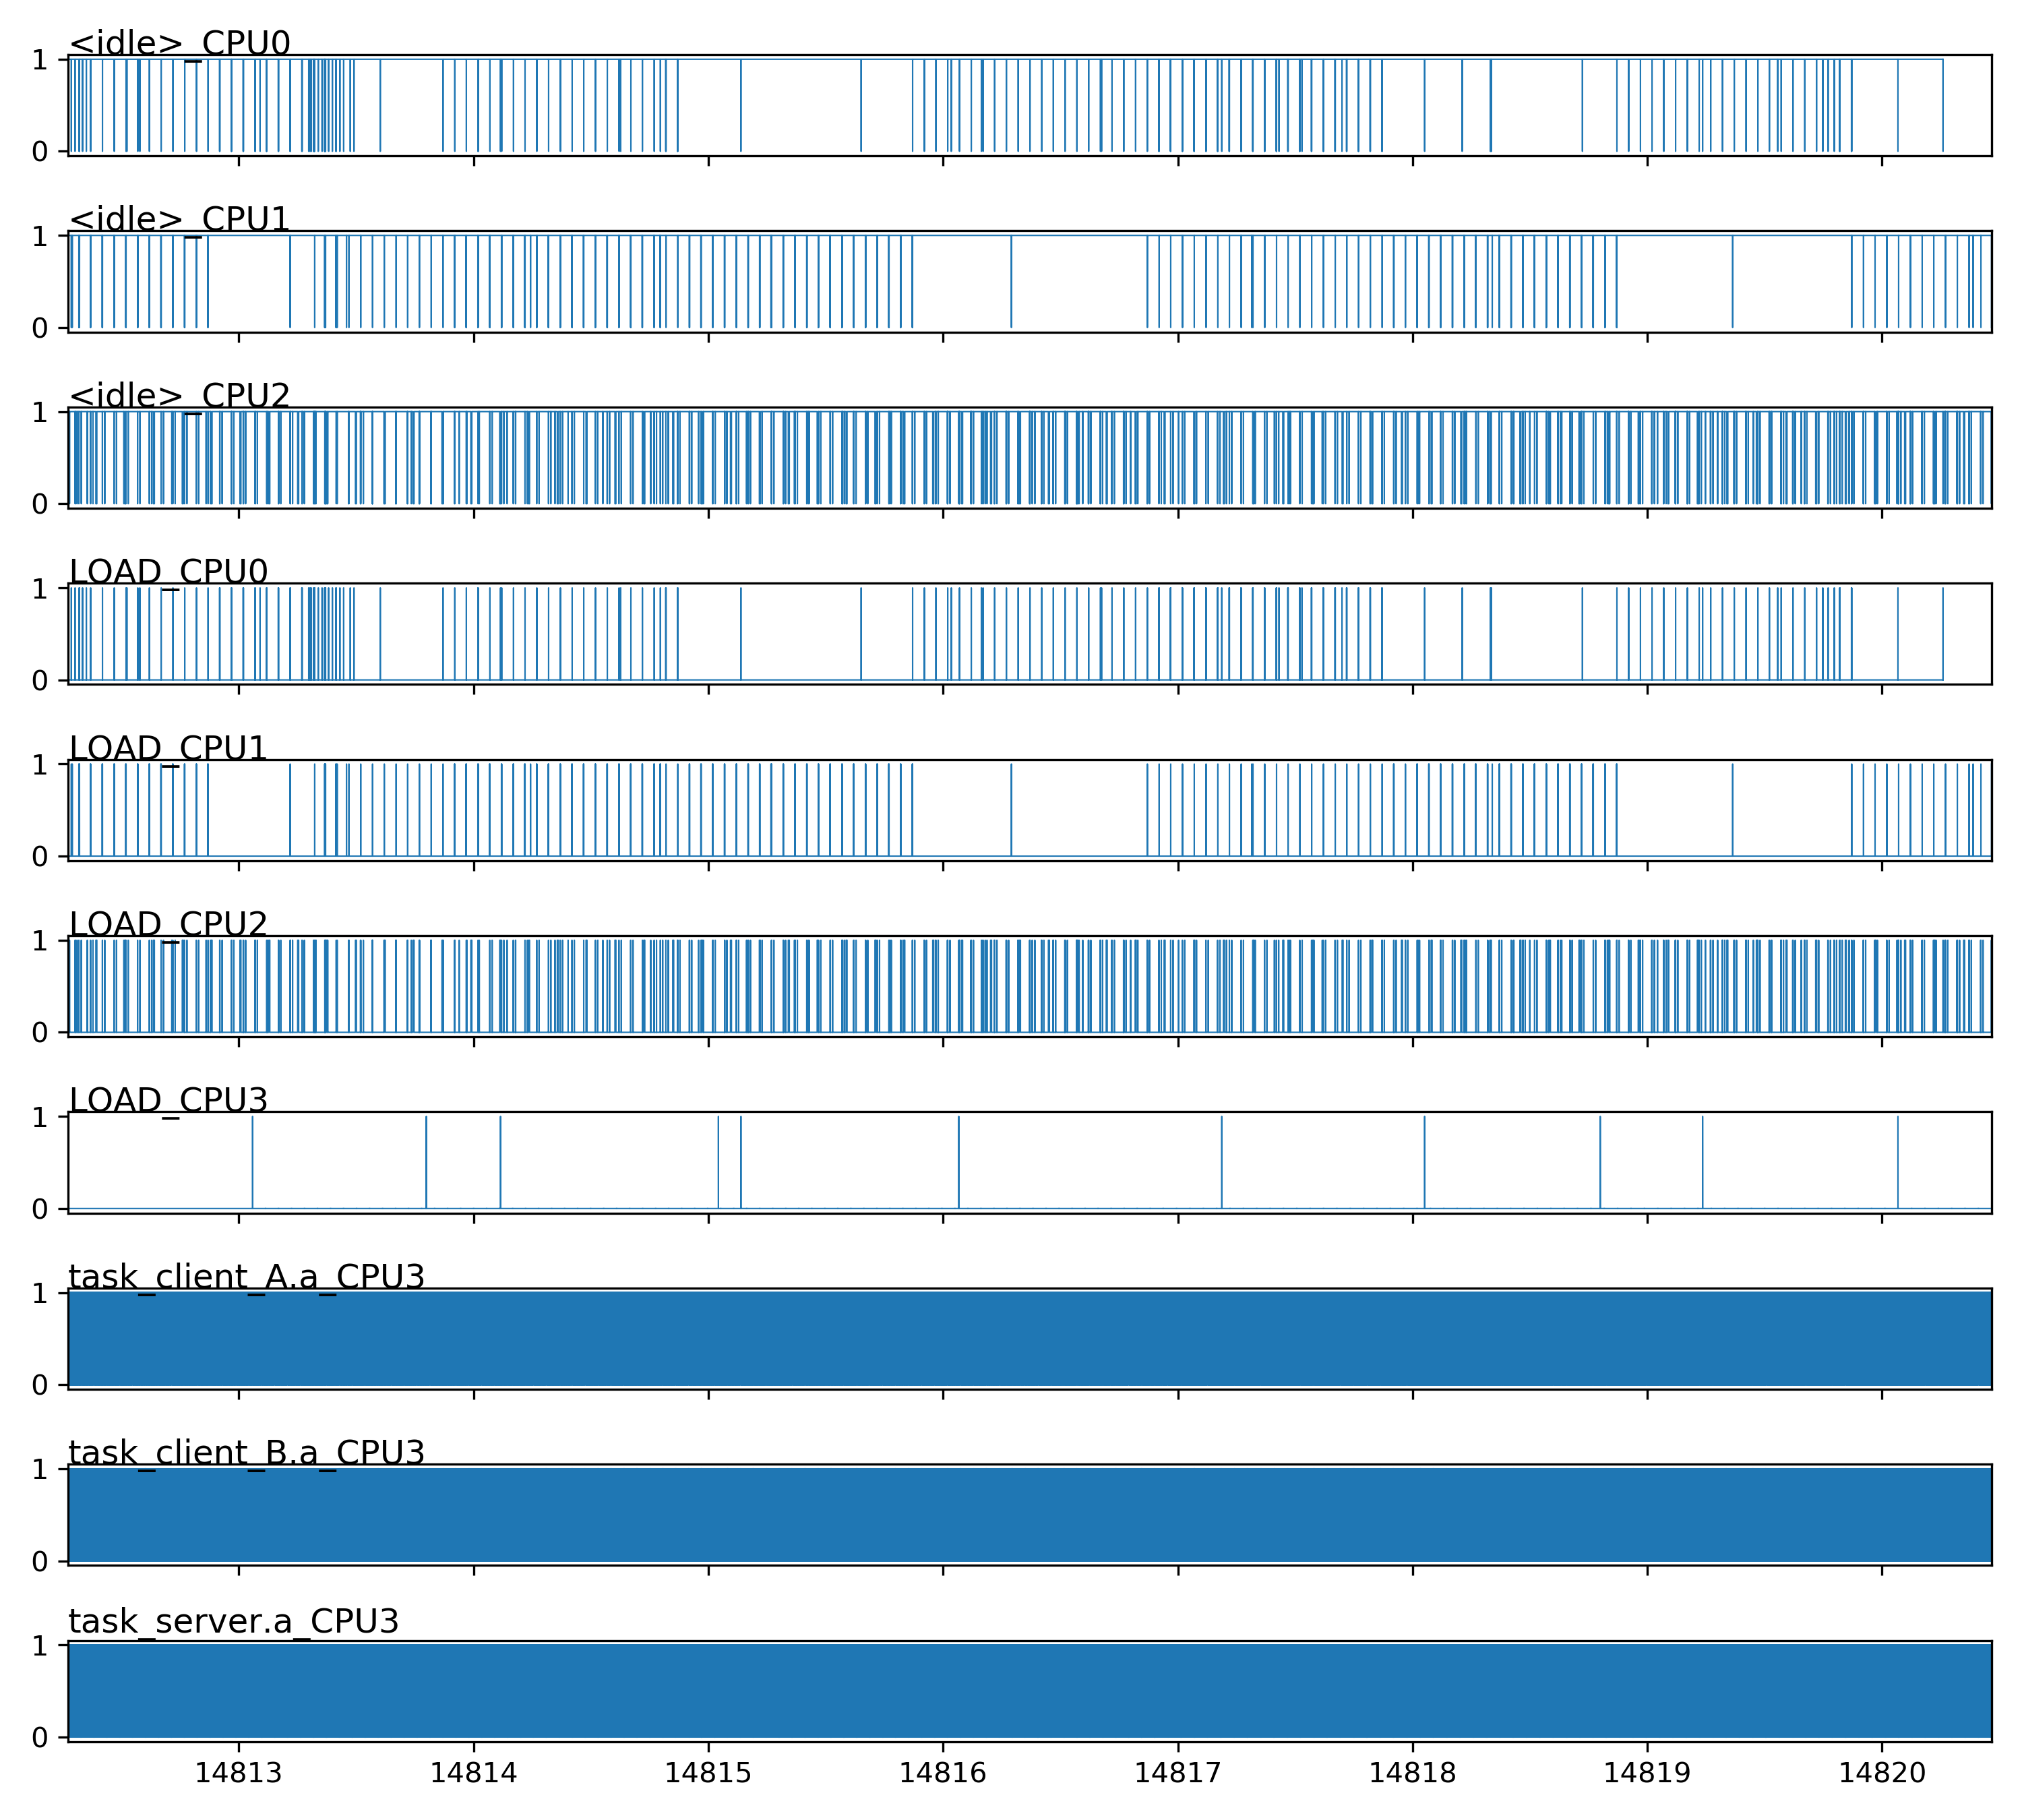 <idle>_CPU0
1
0
<idle>_CPU1
1
0
<idle>_CPU2
1
0
LOAD_CPU0
1
0
LOAD_CPU1
1
0
LOAD_CPU2
1
0
LOAD_CPU3
1
0
task_client_A.a_CPU3
1
0
task_client_B.a_CPU3
1
0
task_server.a_CPU3
1
0
14813 14814 14815 14816 14817 14818 14819 14820